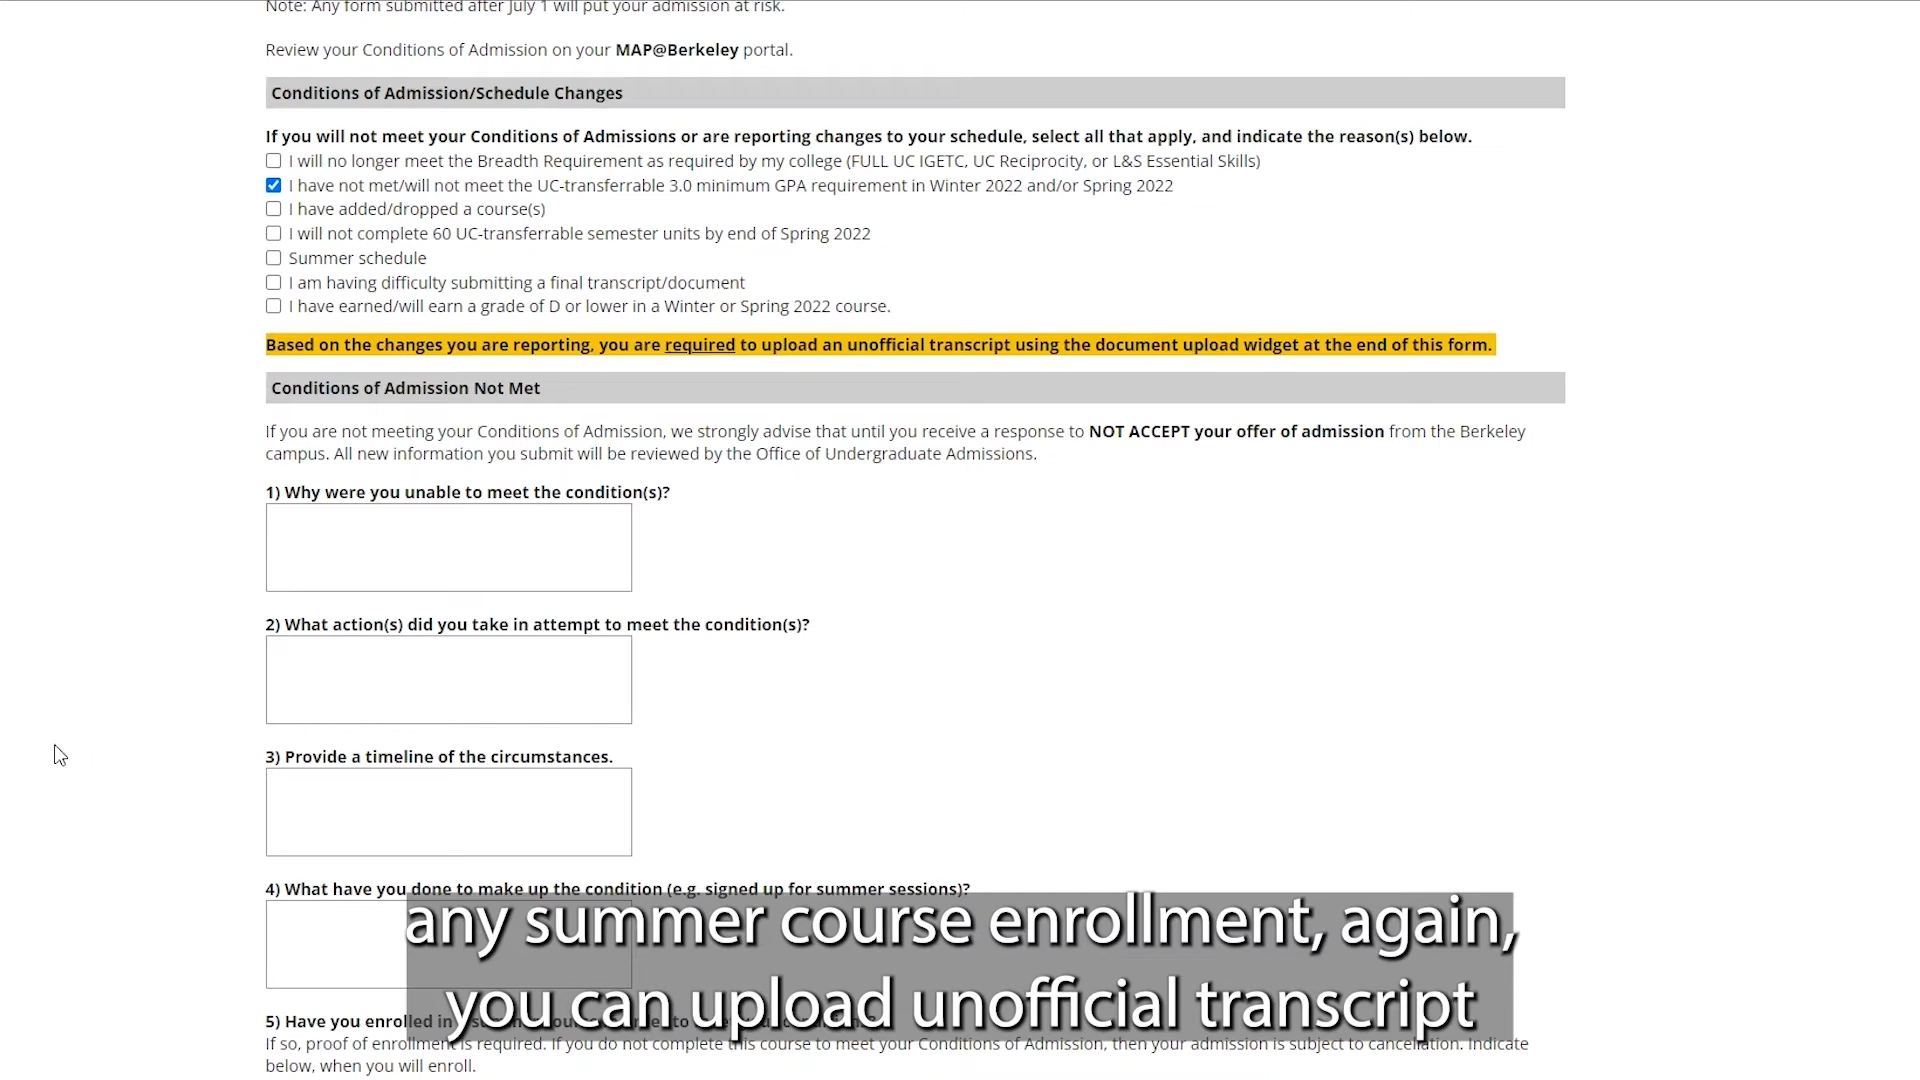 Note: Any form submitted after July 1 will put your admission at risk.
Review your Conditions of Admission on your MAP@Berkeley portal.
Conditions of Admission/Schedule Changes
If you will not meet your Conditions of Admissions or are reporting changes to your schedule, select all that apply, and indicate the reason(s) below.
I will no longer meet the Breadth Requirement as required by my college (FULL UC IGETC, UC Reciprocity, or L&S Essential Skills)
I have not met/will not meet the UC-transferrable 3.0 minimum GPA requirement in Winter 2022 and/or Spring 2022
I have added/dropped a course(s)
I will not complete 60 UC-transferrable semester units by end of Spring 2022
Summer schedule
I am having difficulty submitting a final transcript/document
I have earned/will earn a grade of D or lower in a Winter or Spring 2022 course.
Based on the changes you are reporting, you are required to upload an unofficial transcript using the document upload widget at the end of this form.
Conditions of Admission Not Met
If you are not meeting your Conditions of Admission, we strongly advise that until you receive a response to NOT ACCEPT your offer of admission from the Berkeley
campus. All new information you submit will be reviewed by the Office of Undergraduate Admissions.
1) Why were you unable to meet the condition(s)?
2) What action(s) did you take in attempt to meet the condition(s)?
3) Provide a timeline of the circumstances.
4) What have you done to make up the condition (e.g. signed up for summer sessions)?
any summer course enrollment, again,
you can upload unofficial transcript
5) Have you enrolled in
If so, proof of enrollment is required. If you do not complete this course to meet your Conditions of Admission, then your admission is subject to cancellation. Indicate
below, when you will enroll.